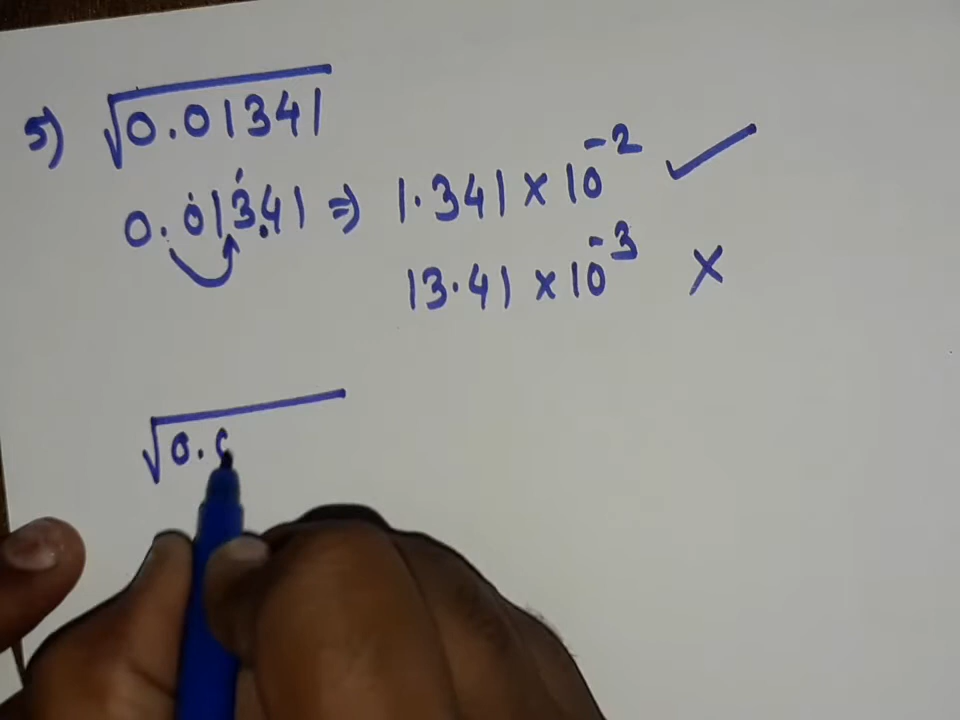 5) √0.01341
0.01341 ⇒ 1.341 × 10⁻² ✓
13.41 × 10⁻³ ×
√0.